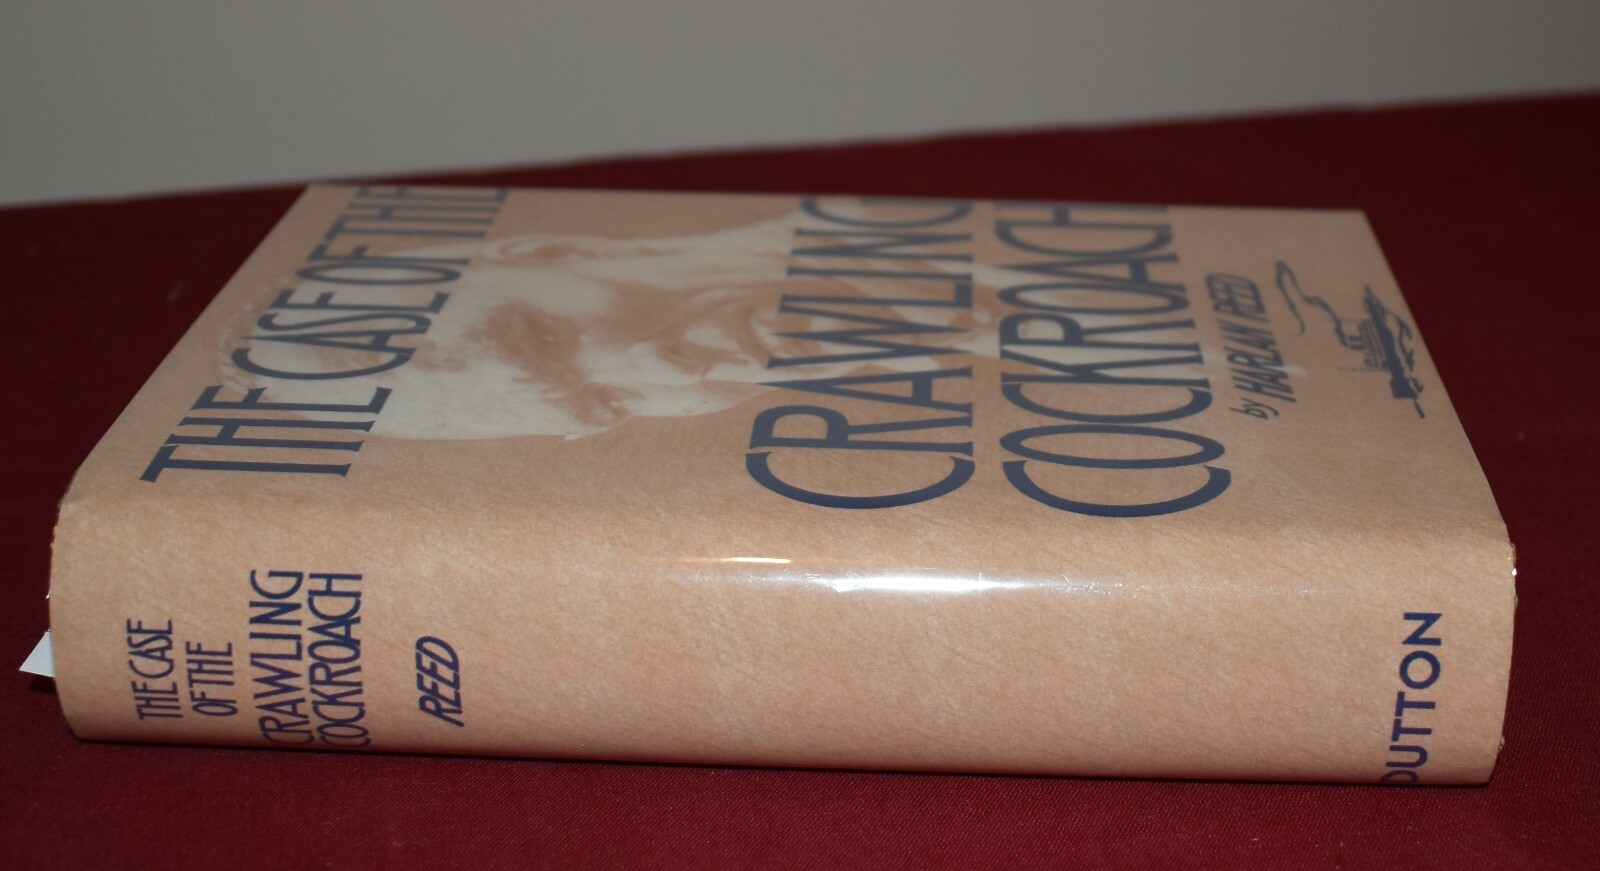 THE CASE OF THE
CRAWLING
COCKROACH
by HARLAN REED
THE CASE
OF THE
CRAWLING
COCKROACH
REED
DUTTON